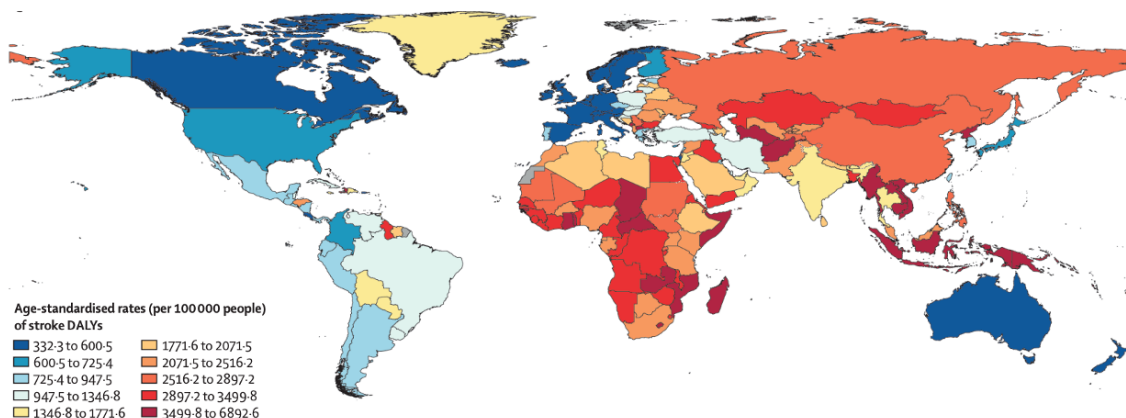 Age-standardised rates (per 100 000 people)
of stroke DALYs
332·3 to 600·5
600·5 to 725·4
725·4 to 947·5
947·5 to 1346·8
1346·8 to 1771·6
1771·6 to 2071·5
2071·5 to 2516·2
2516·2 to 2897·2
2897·2 to 3499·8
3499·8 to 6892·6